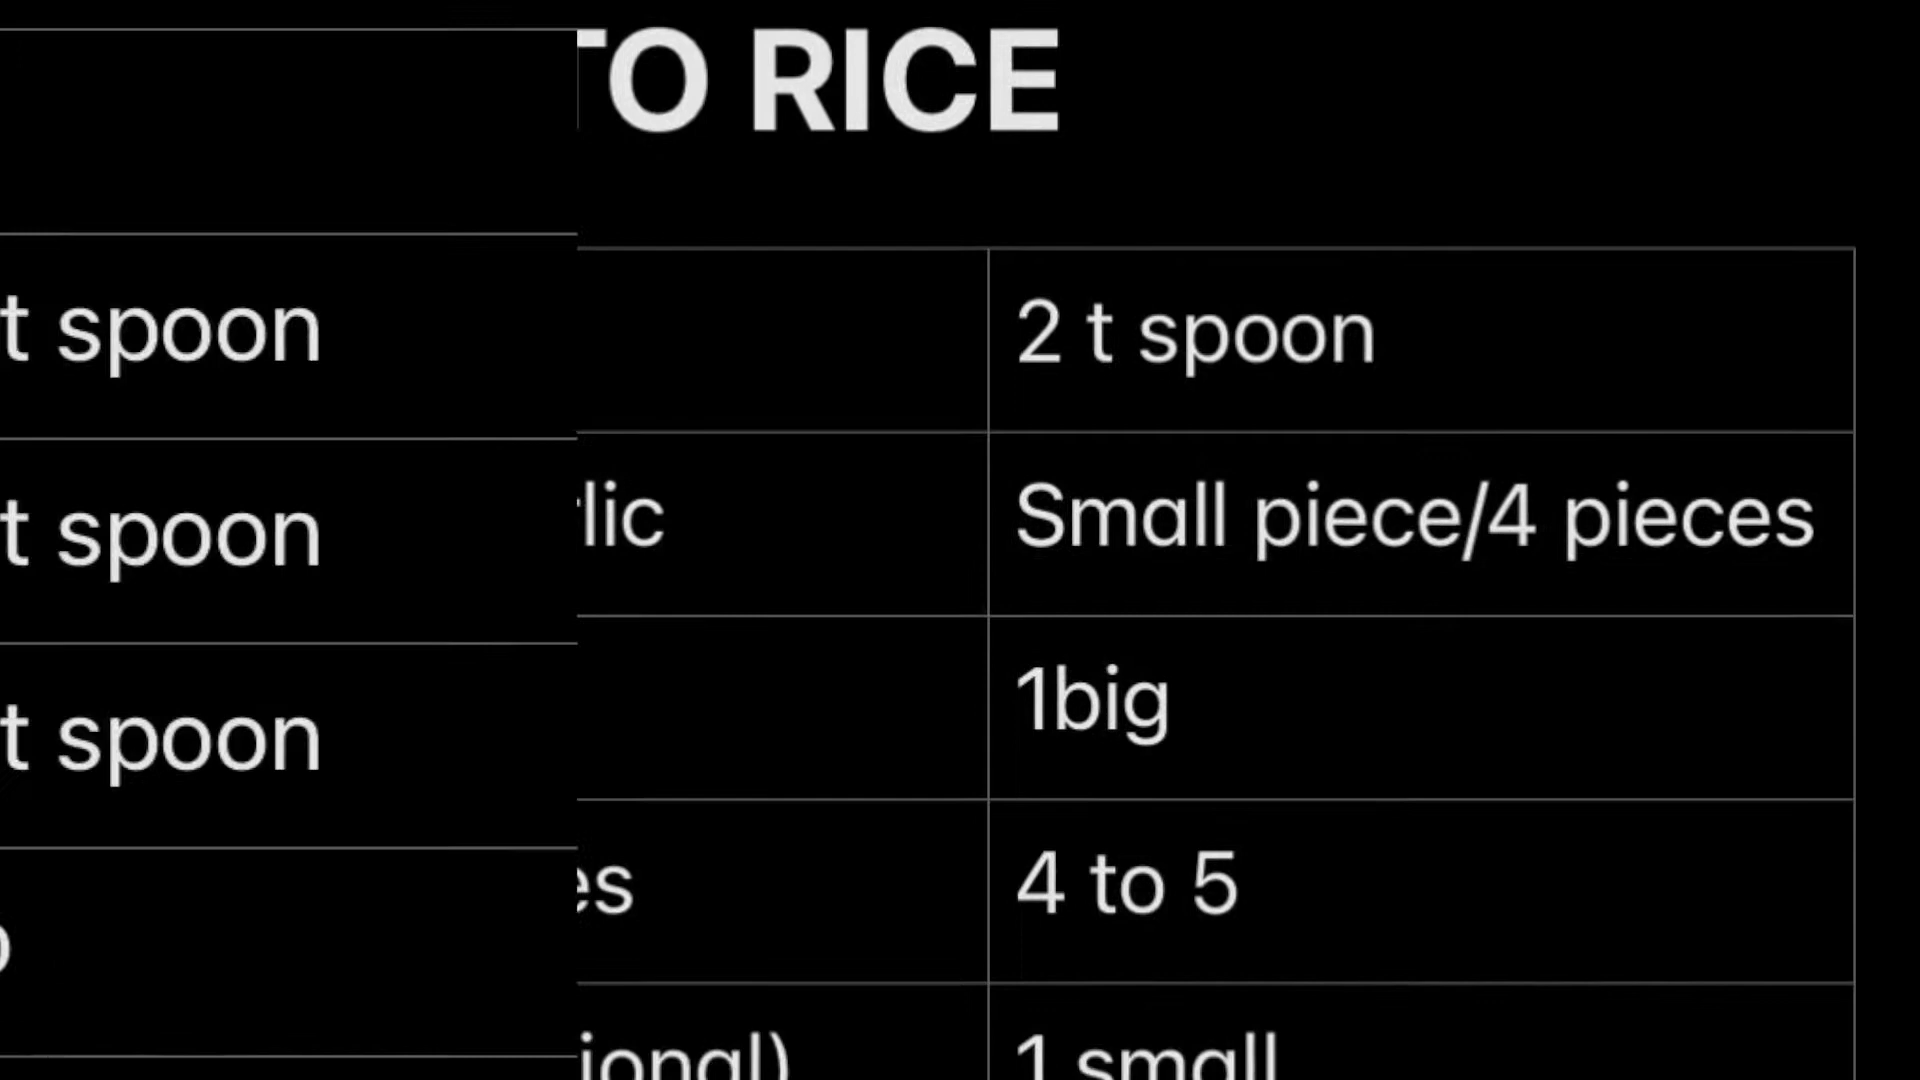 TO RICE
t spoon
t spoon
t spoon
2 t spoon
lic
Small piece/4 pieces
1big
es
4 to 5
ional)
1 small